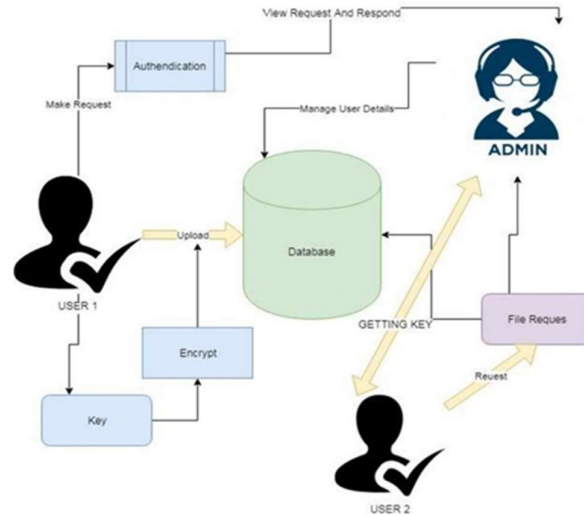 View Request And Respond
Authendication
Make Request
Manage User Details
ADMIN
Upload
Database
USER 1
GETTING KEY
File Reques
Encrypt
Reuest
Key
USER 2